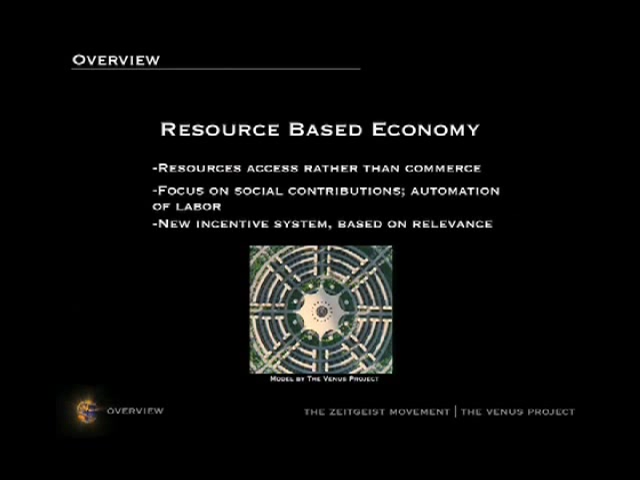 OVERVIEW
RESOURCE BASED ECONOMY
-RESOURCES ACCESS RATHER THAN COMMERCE
-FOCUS ON SOCIAL CONTRIBUTIONS; AUTOMATION
OF LABOR
-NEW INCENTIVE SYSTEM, BASED ON RELEVANCE
MODEL BY THE VENUS PROJECT
OVERVIEW
THE ZEITGEIST MOVEMENT | THE VENUS PROJECT